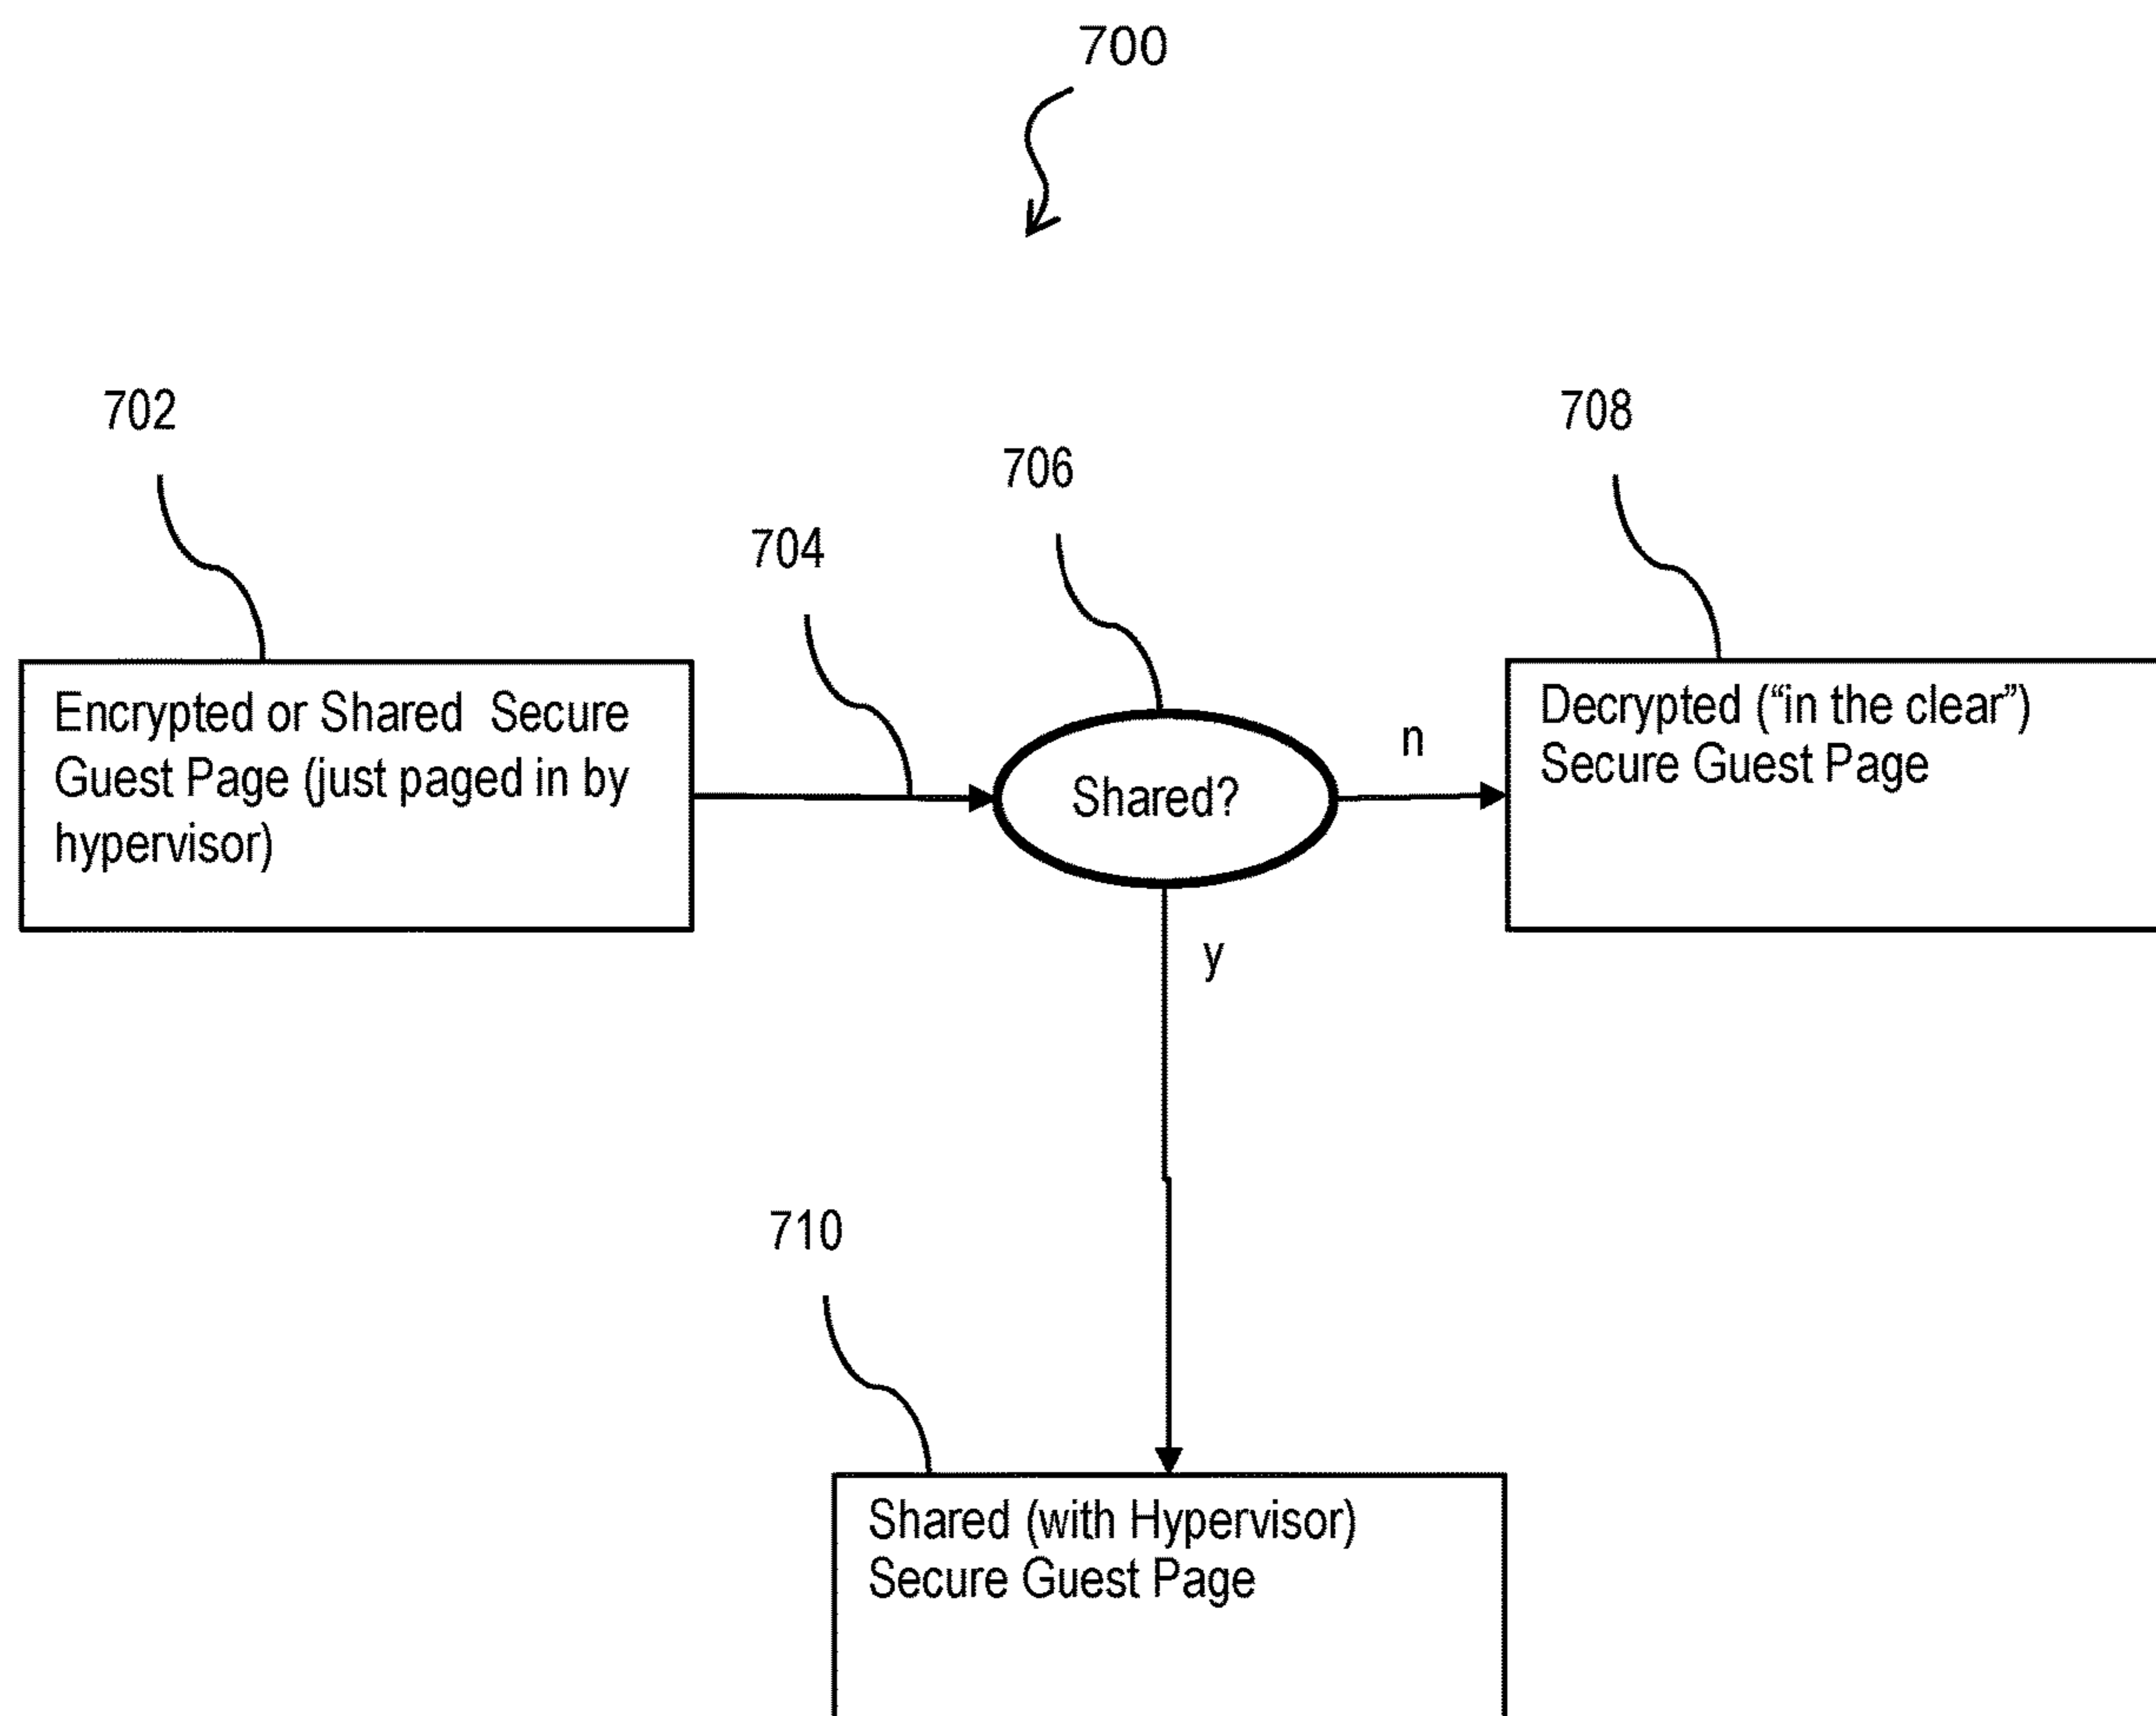 700
702
708
706
704
Encrypted or Shared Secure
Guest Page (just paged in by
hypervisor)
Shared?
n
Decrypted (“in the clear”)
Secure Guest Page
y
710
Shared (with Hypervisor)
Secure Guest Page